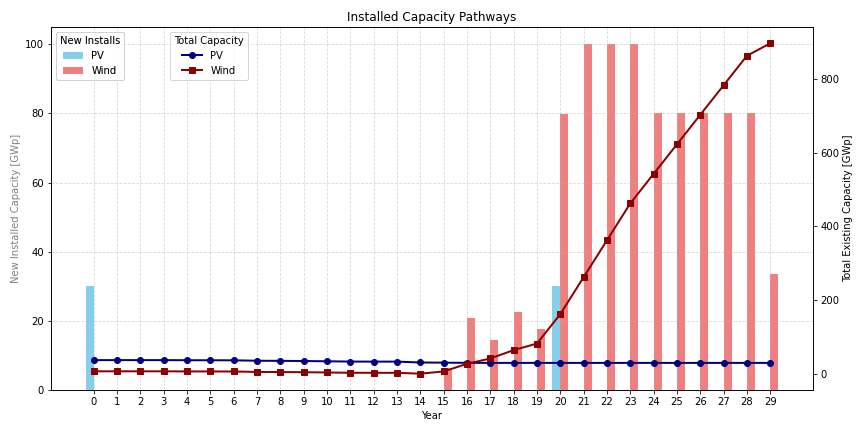 Installed Capacity Pathways
New Installs
PV
Wind
Total Capacity
PV
Wind
New Installed Capacity [GWp]
100
80
60
40
20
0
Total Existing Capacity [GWp]
800
600
400
200
0
0 1 2 3 4 5 6 7 8 9 10 11 12 13 14 15 16 17 18 19 20 21 22 23 24 25 26 27 28 29
Year